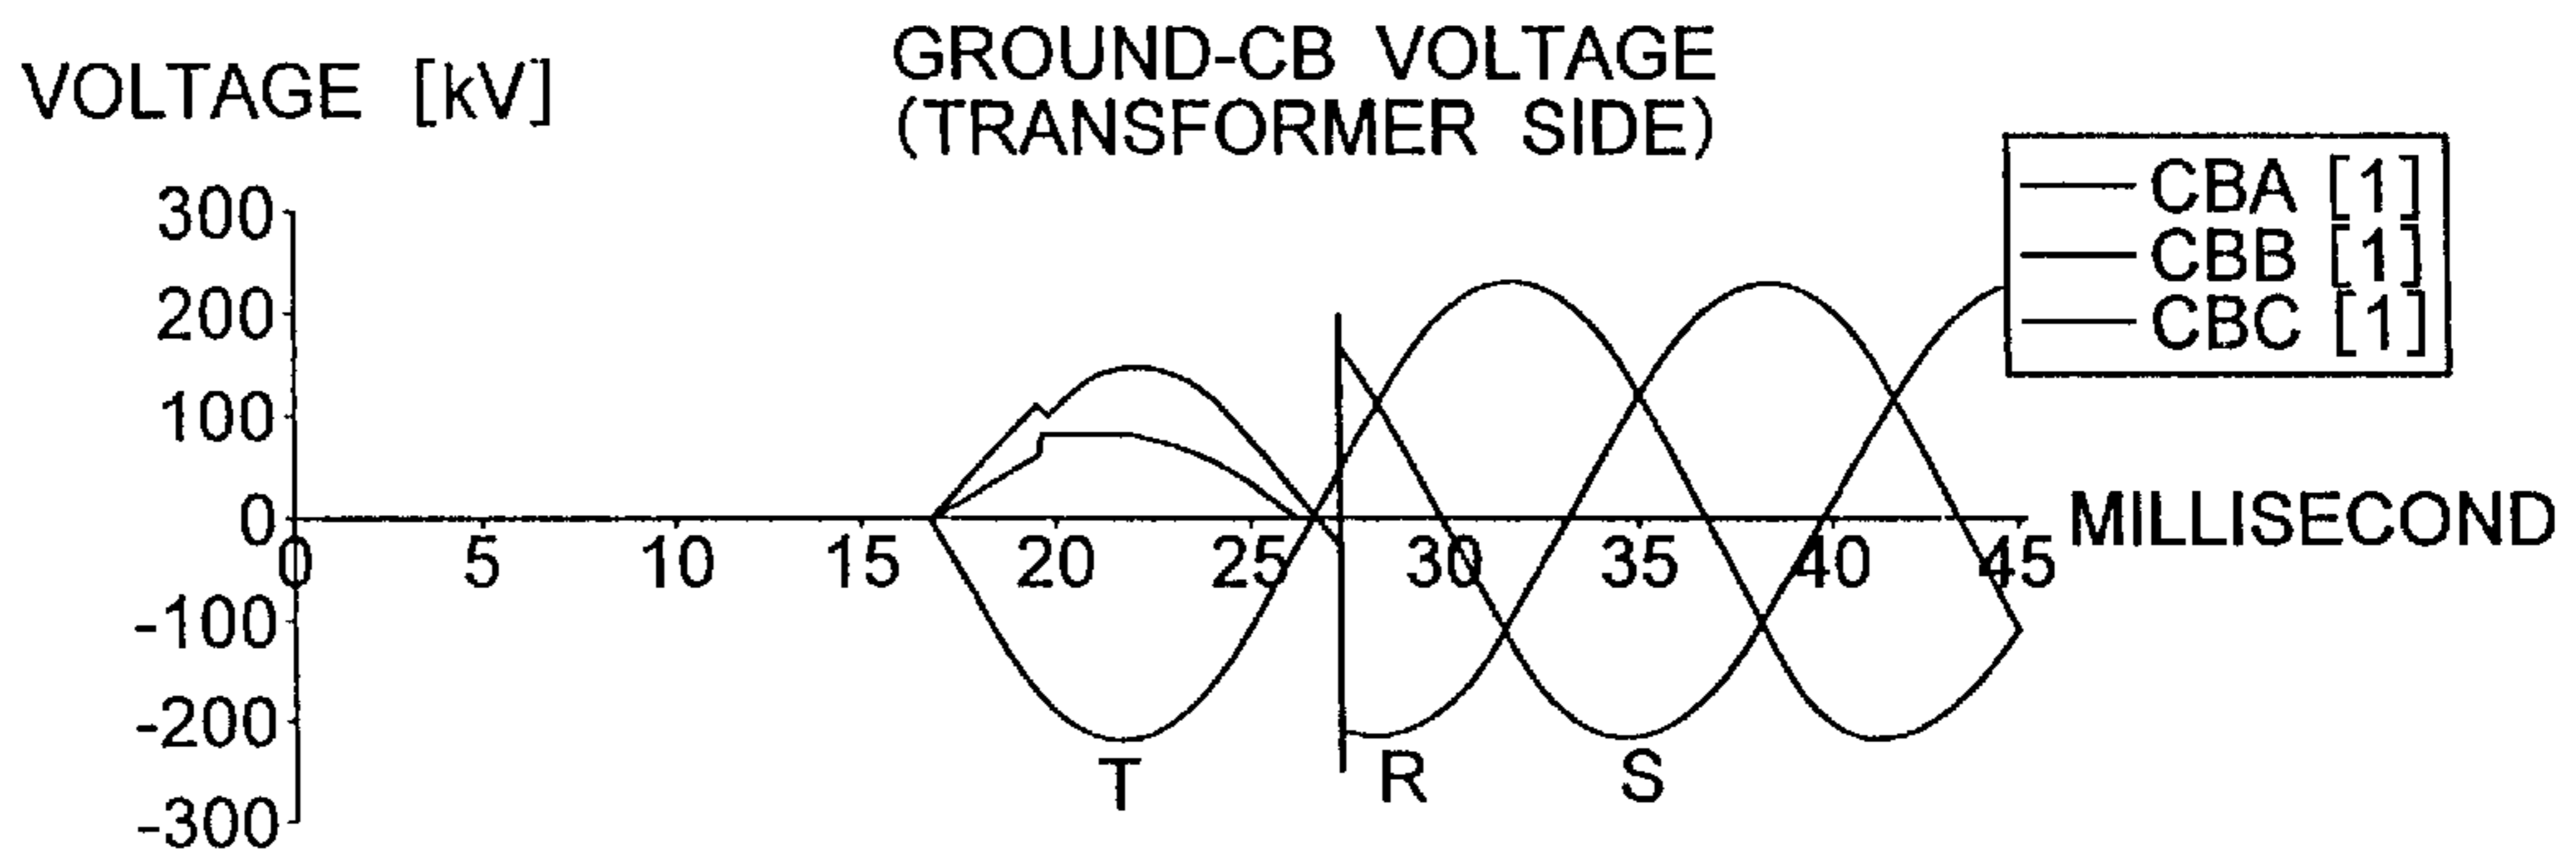 GROUND-CB VOLTAGE
(TRANSFORMER SIDE)
VOLTAGE [kV]
CBA [1]
CBB [1]
CBC [1]
300
200
100
0
-100
-200
-300
0 5 10 15 20 25 30 35 40 45
MILLISECOND
T R S